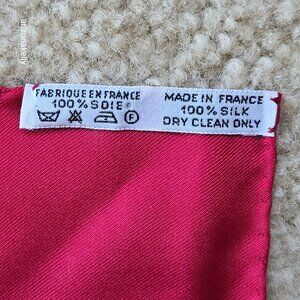 FABRIQUE EN FRANCE
100% SOIE
F
MADE IN FRANCE
100% SILK
DRY CLEAN ONLY